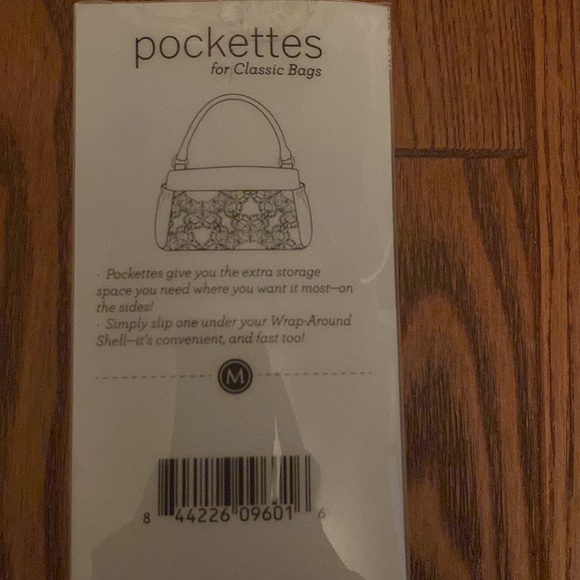 pockettes
for Classic Bags
· Pockettes give you the extra storage
space you need where you want it most—on
the sides!
· Simply slip one under your Wrap-Around
Shell—it's convenient, and fast too!
M
8 44226 09601 6